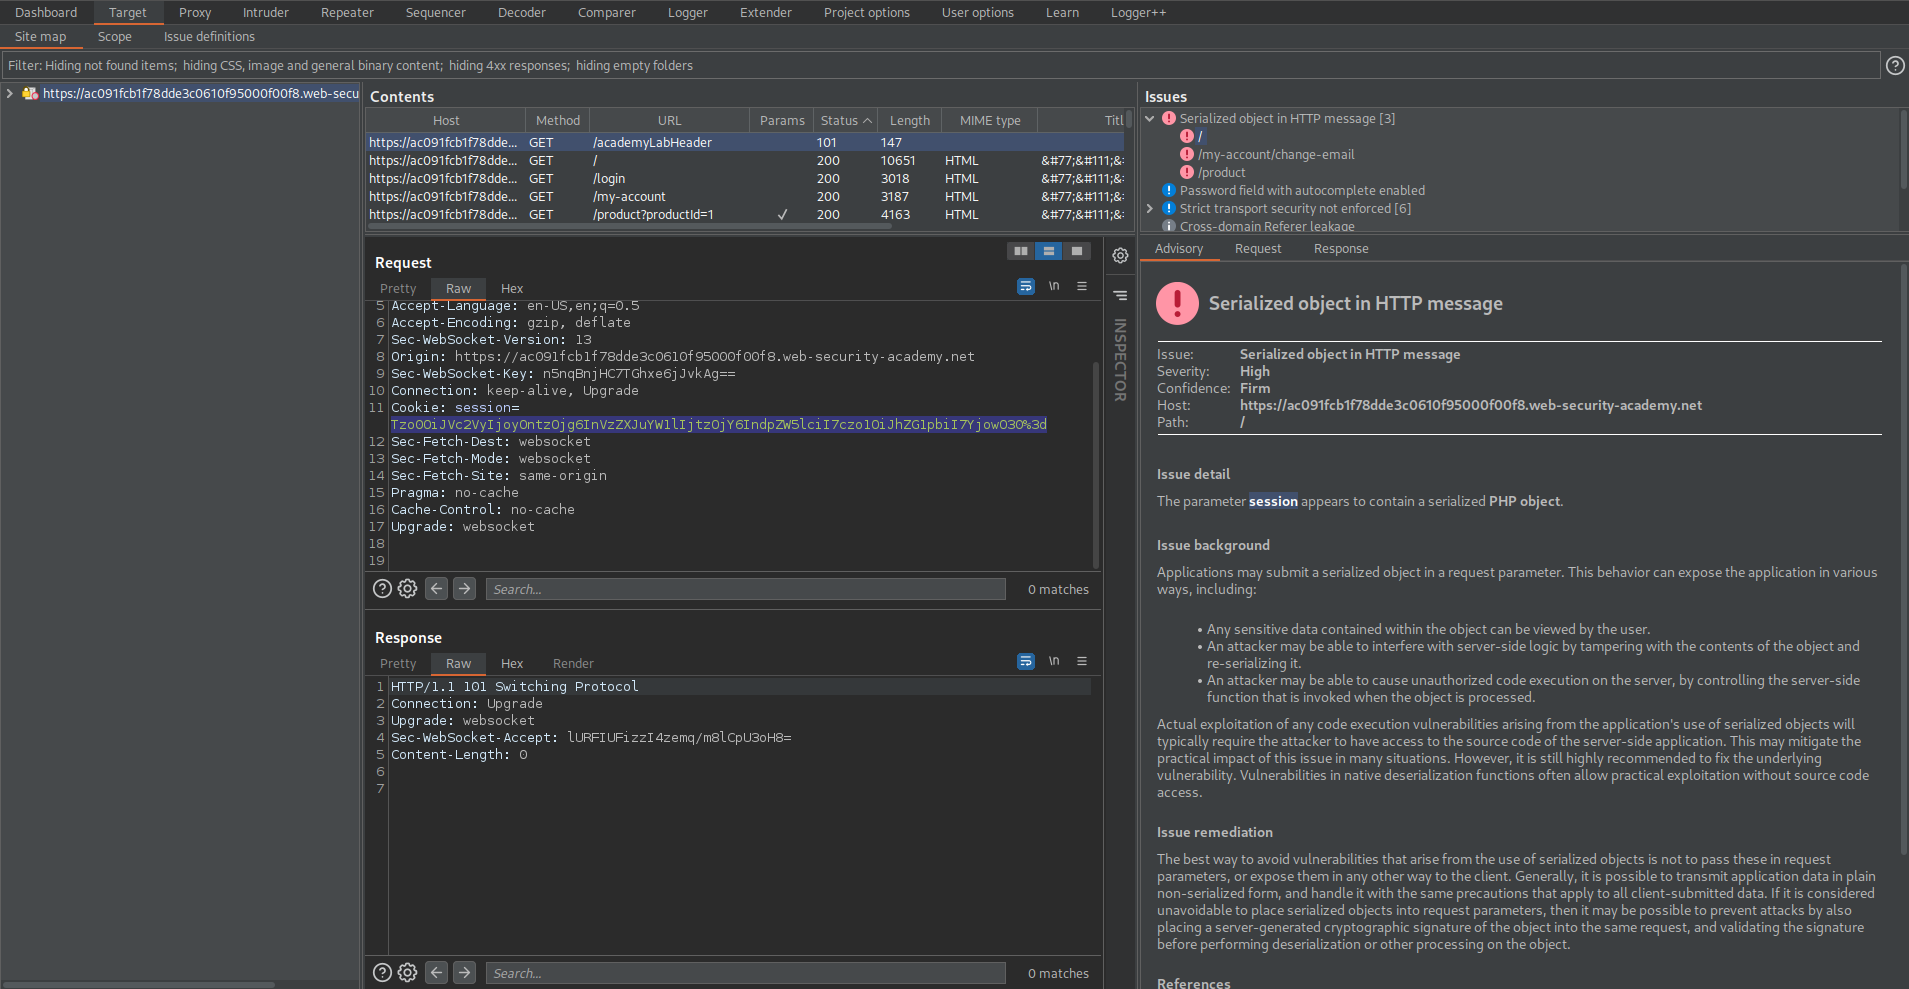 Dashboard Target Proxy Intruder Repeater Sequencer Decoder Comparer Logger Extender Project options User options Learn Logger++
Site map Scope Issue definitions
Filter: Hiding not found items; hiding CSS, image and general binary content; hiding 4xx responses; hiding empty folders
https://ac091fcb1f78dde3c0610f95000f00f8.web-secu
Contents
Host Method URL Params Status Length MIME type Titl
https://ac091fcb1f78dde... GET /academyLabHeader 101 147
https://ac091fcb1f78dde... GET / 200 10651 HTML &#77;&#111;&#
https://ac091fcb1f78dde... GET /login 200 3018 HTML &#77;&#111;&#
https://ac091fcb1f78dde... GET /my-account 200 3187 HTML &#77;&#111;&#
https://ac091fcb1f78dde... GET /product?productId=1 ✓ 200 4163 HTML &#77;&#111;&#
Request
Pretty Raw Hex
\n
5 Accept-Language: en-US,en;q=0.5
6 Accept-Encoding: gzip, deflate
7 Sec-WebSocket-Version: 13
8 Origin: https://ac091fcb1f78dde3c0610f95000f00f8.web-security-academy.net
9 Sec-WebSocket-Key: n5nqBnjHC7TGhxe6jJvkAg==
10 Connection: keep-alive, Upgrade
11 Cookie: session=
Tzo0OiJVc2VyIjoyOntzOjg6InVzZXJuYW1lIjtzOjY6IndpZW5lciI7czo1OiJhZG1pbiI7YjowO30%3d
12 Sec-Fetch-Dest: websocket
13 Sec-Fetch-Mode: websocket
14 Sec-Fetch-Site: same-origin
15 Pragma: no-cache
16 Cache-Control: no-cache
17 Upgrade: websocket
18
19
Search...
0 matches
INSPECTOR
Response
Pretty Raw Hex Render
\n
1 HTTP/1.1 101 Switching Protocol
2 Connection: Upgrade
3 Upgrade: websocket
4 Sec-WebSocket-Accept: lURFIUFizzI4zemq/m8lCpU3oH8=
5 Content-Length: 0
6
7
Search...
0 matches
Issues
Serialized object in HTTP message [3]
/
/my-account/change-email
/product
Password field with autocomplete enabled
Strict transport security not enforced [6]
Cross-domain Referer leakage
Advisory Request Response
Serialized object in HTTP message
Issue: Serialized object in HTTP message
Severity: High
Confidence: Firm
Host: https://ac091fcb1f78dde3c0610f95000f00f8.web-security-academy.net
Path: /
Issue detail
The parameter session appears to contain a serialized PHP object.
Issue background
Applications may submit a serialized object in a request parameter. This behavior can expose the application in various
ways, including:
• Any sensitive data contained within the object can be viewed by the user.
• An attacker may be able to interfere with server-side logic by tampering with the contents of the object and
re-serializing it.
• An attacker may be able to cause unauthorized code execution on the server, by controlling the server-side
function that is invoked when the object is processed.
Actual exploitation of any code execution vulnerabilities arising from the application's use of serialized objects will
typically require the attacker to have access to the source code of the server-side application. This may mitigate the
practical impact of this issue in many situations. However, it is still highly recommended to fix the underlying
vulnerability. Vulnerabilities in native deserialization functions often allow practical exploitation without source code
access.
Issue remediation
The best way to avoid vulnerabilities that arise from the use of serialized objects is not to pass these in request
parameters, or expose them in any other way to the client. Generally, it is possible to transmit application data in plain
non-serialized form, and handle it with the same precautions that apply to all client-submitted data. If it is considered
unavoidable to place serialized objects into request parameters, then it may be possible to prevent attacks by also
placing a server-generated cryptographic signature of the object into the same request, and validating the signature
before performing deserialization or other processing on the object.
References